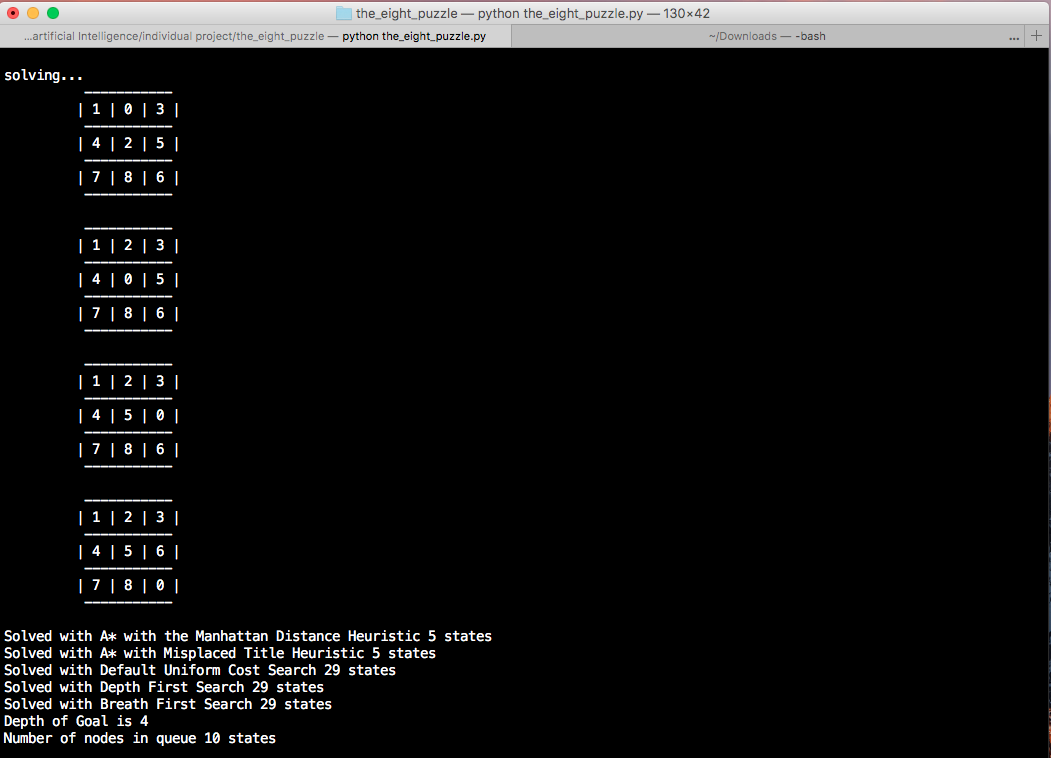 the_eight_puzzle — python the_eight_puzzle.py — 130×42
...artificial Intelligence/individual project/the_eight_puzzle — python the_eight_puzzle.py
~/Downloads — -bash
... +
solving...
-----------
| 1 | 0 | 3 |
-----------
| 4 | 2 | 5 |
-----------
| 7 | 8 | 6 |
-----------
-----------
| 1 | 2 | 3 |
-----------
| 4 | 0 | 5 |
-----------
| 7 | 8 | 6 |
-----------
-----------
| 1 | 2 | 3 |
-----------
| 4 | 5 | 0 |
-----------
| 7 | 8 | 6 |
-----------
-----------
| 1 | 2 | 3 |
-----------
| 4 | 5 | 6 |
-----------
| 7 | 8 | 0 |
-----------
Solved with A* with the Manhattan Distance Heuristic 5 states
Solved with A* with Misplaced Title Heuristic 5 states
Solved with Default Uniform Cost Search 29 states
Solved with Depth First Search 29 states
Solved with Breath First Search 29 states
Depth of Goal is 4
Number of nodes in queue 10 states